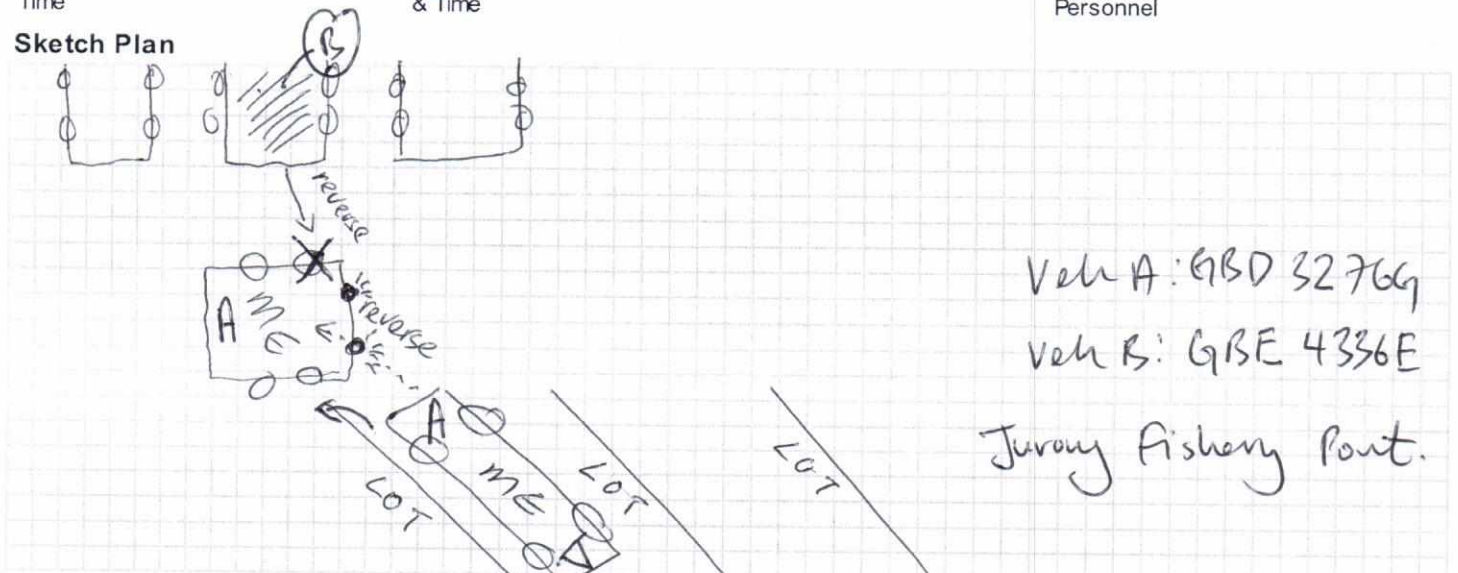 Time
& Time
Personnel
Sketch Plan
B
reverse
A
ME
reverse
A
ME
LOT
LOT
LOT
Veh A: GBD 3276G
Veh B: GBE 4336E
Jurong Fishery Port.